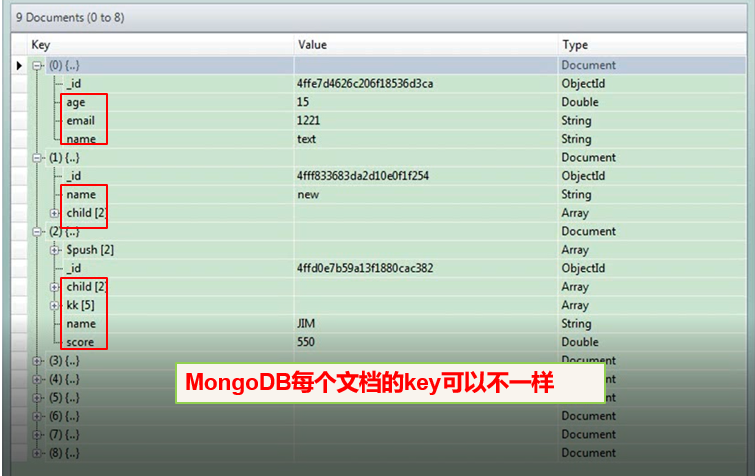 9 Documents (0 to 8)
Key Value Type
(0) {..} Document
_id 4ffe7d4626c206f18536d3ca ObjectId
age 15 Double
email 1221 String
name text String
(1) {..} Document
_id 4fff833683da2d10e0f1f254 ObjectId
name new String
child [2] Array
(2) {..} Document
$push [2] Array
_id 4ffd0e7b59a13f1880cac382 ObjectId
child [2] Array
kk [5] Array
name JIM String
score 550 Double
(3) {..} Document
MongoDB每个文档的key可以不一样
(4) {..}
(5) {..}
(6) {..} Document
(7) {..} Document
(8) {..} Document